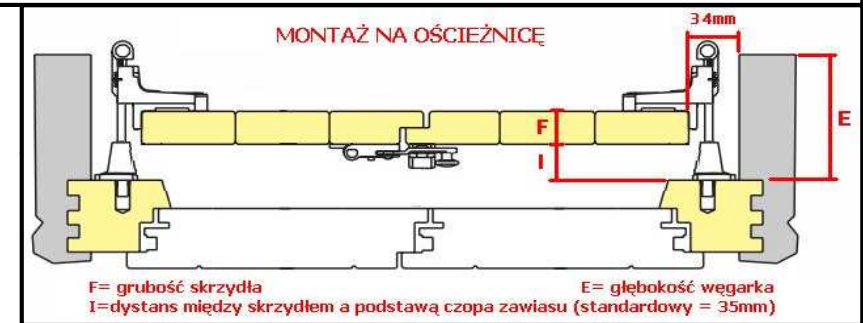 34mm
MONTAŻ NA OŚCIEŻNICĘ
F
E
I
F= grubość skrzydła
E= głębokość węgarka
I=dystans między skrzydłem a podstawą czopa zawiasu (standardowy = 35mm)